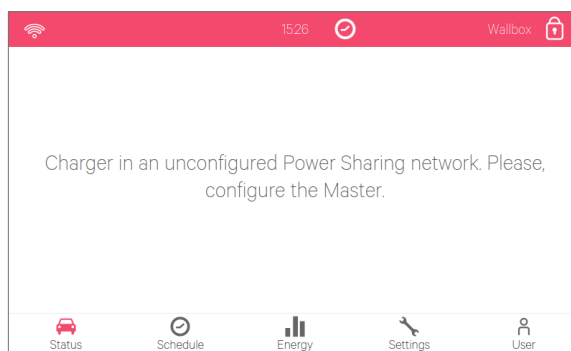 15:26 Wallbox
Charger in an unconfigured Power Sharing network. Please,
configure the Master.
Status Schedule Energy Settings User